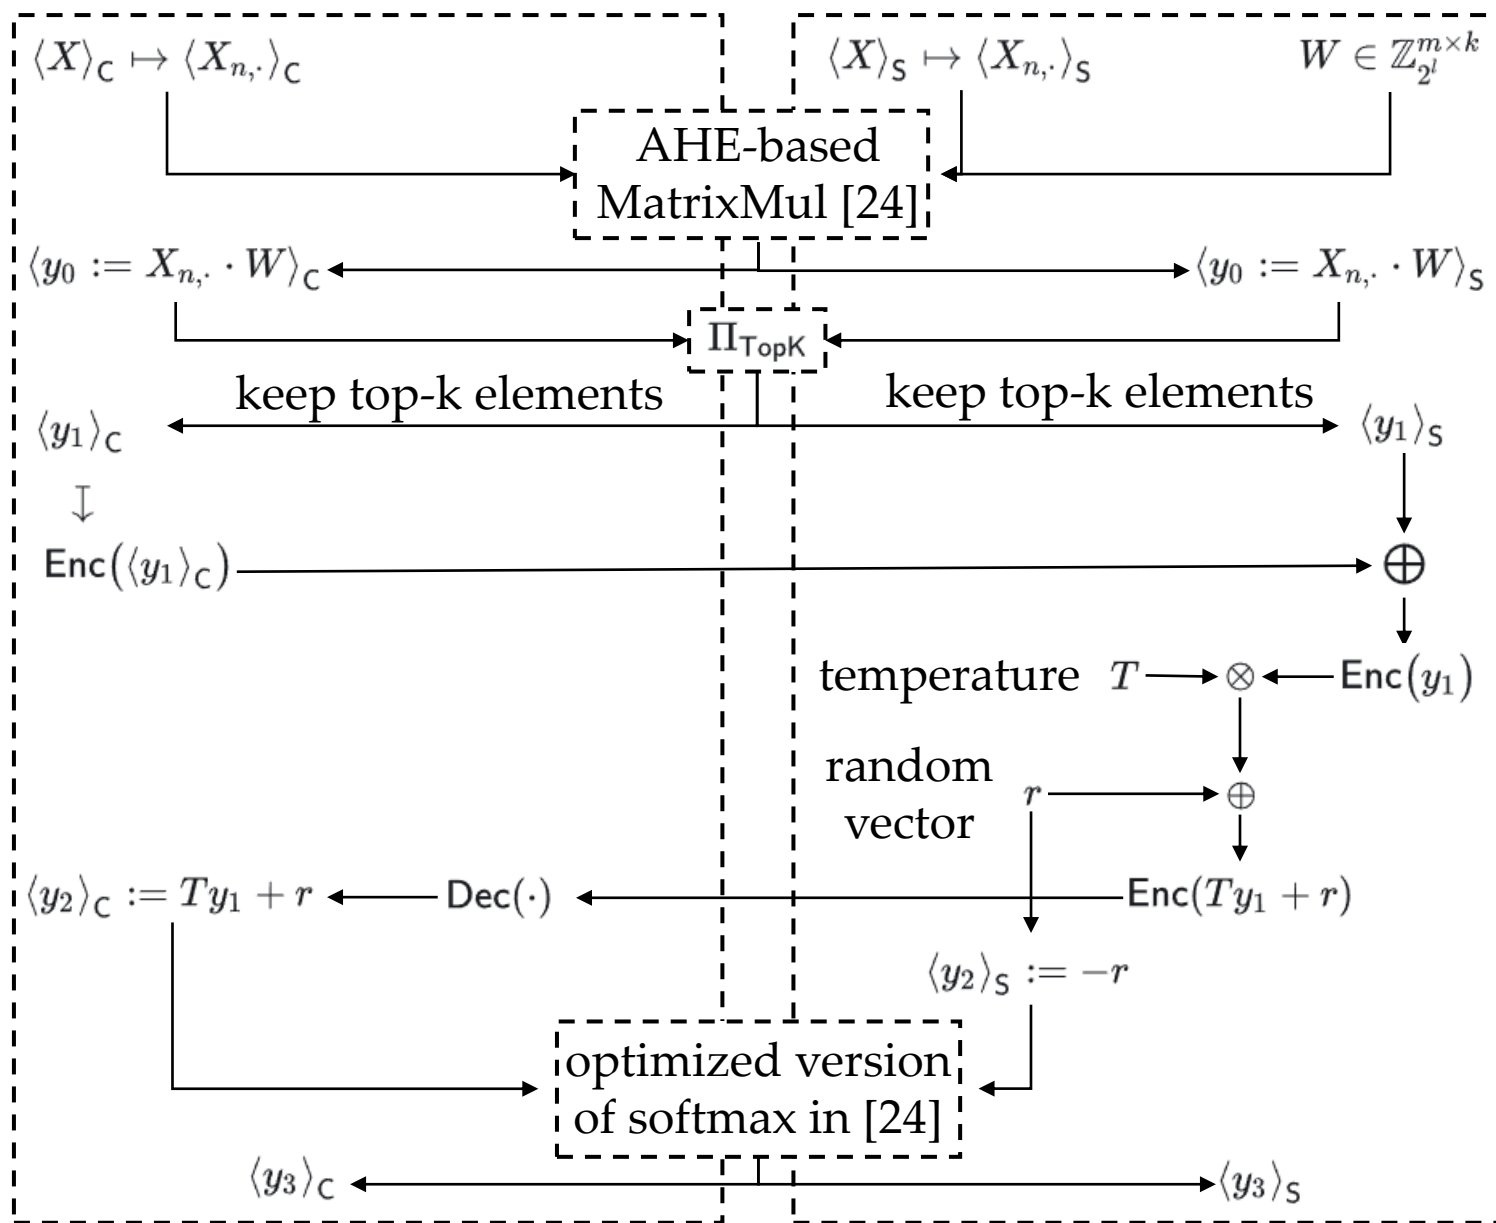 ⟨X⟩_C ↦ ⟨X_{n,·}⟩_C
⟨X⟩_S ↦ ⟨X_{n,·}⟩_S
W ∈ ℤ_{2^l}^{m×k}
AHE-based
MatrixMul [24]
⟨y_0 := X_{n,·} · W⟩_C
⟨y_0 := X_{n,·} · W⟩_S
Π_TopK
keep top-k elements
keep top-k elements
⟨y_1⟩_C
⟨y_1⟩_S
↧
Enc(⟨y_1⟩_C)
⊕
temperature T
⊗
Enc(y_1)
random
vector
r
⊕
⟨y_2⟩_C := Ty_1 + r
Dec(·)
Enc(Ty_1 + r)
⟨y_2⟩_S := −r
optimized version
of softmax in [24]
⟨y_3⟩_C
⟨y_3⟩_S